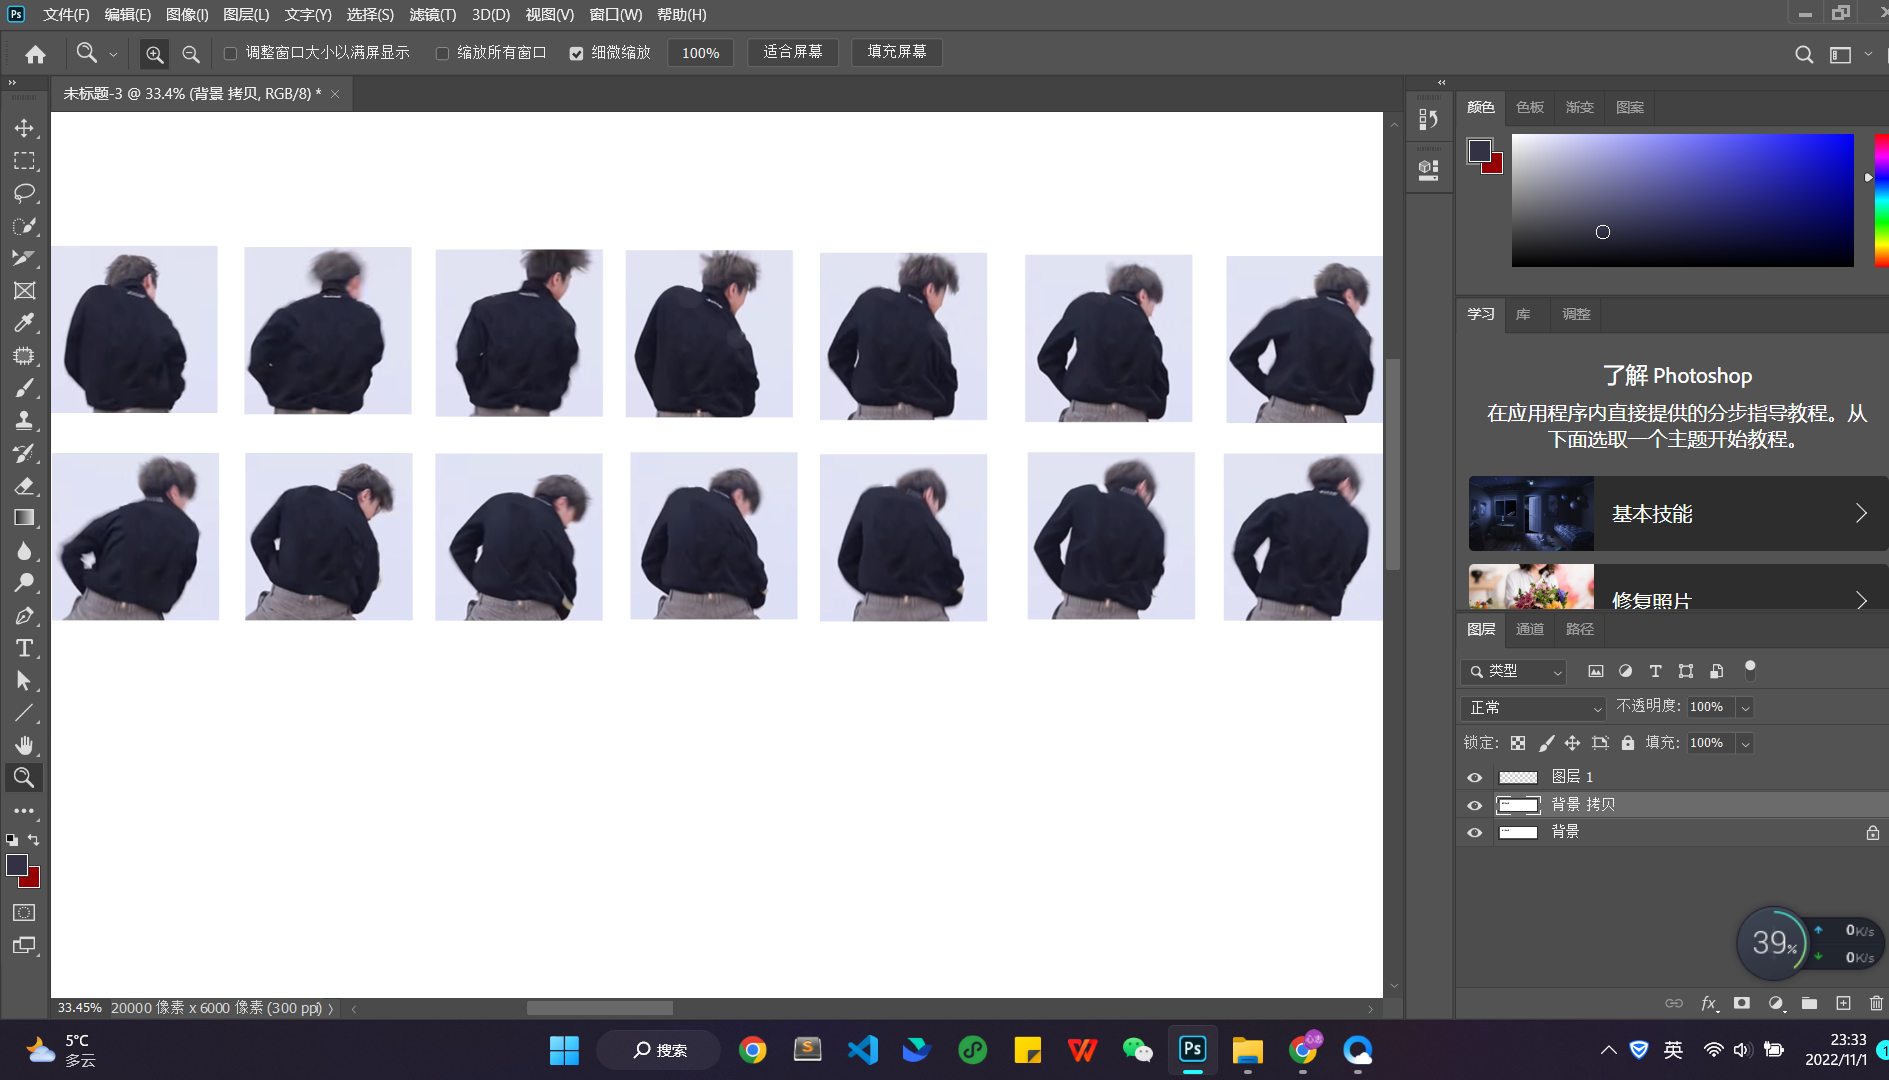 Ps 文件(F) 编辑(E) 图像(I) 图层(L) 文字(Y) 选择(S) 滤镜(T) 3D(D) 视图(V) 窗口(W) 帮助(H)
调整窗口大小以满屏显示 缩放所有窗口 细微缩放 100% 适合屏幕 填充屏幕
未标题-3 @ 33.4% (背景 拷贝, RGB/8) * ×
颜色 色板 渐变 图案
学习 库 调整
了解 Photoshop
在应用程序内直接提供的分步指导教程。从
下面选取一个主题开始教程。
基本技能
修复照片
图层 通道 路径
类型
正常 不透明度: 100%
锁定: 填充: 100%
图层 1
背景 拷贝
背景
39% 0K/s
0K/s
33.45% 20000 像素 x 6000 像素 (300 ppi)
fx
5°C
多云
搜索
S
W
Ps
心水
英
23:33
2022/11/1
1